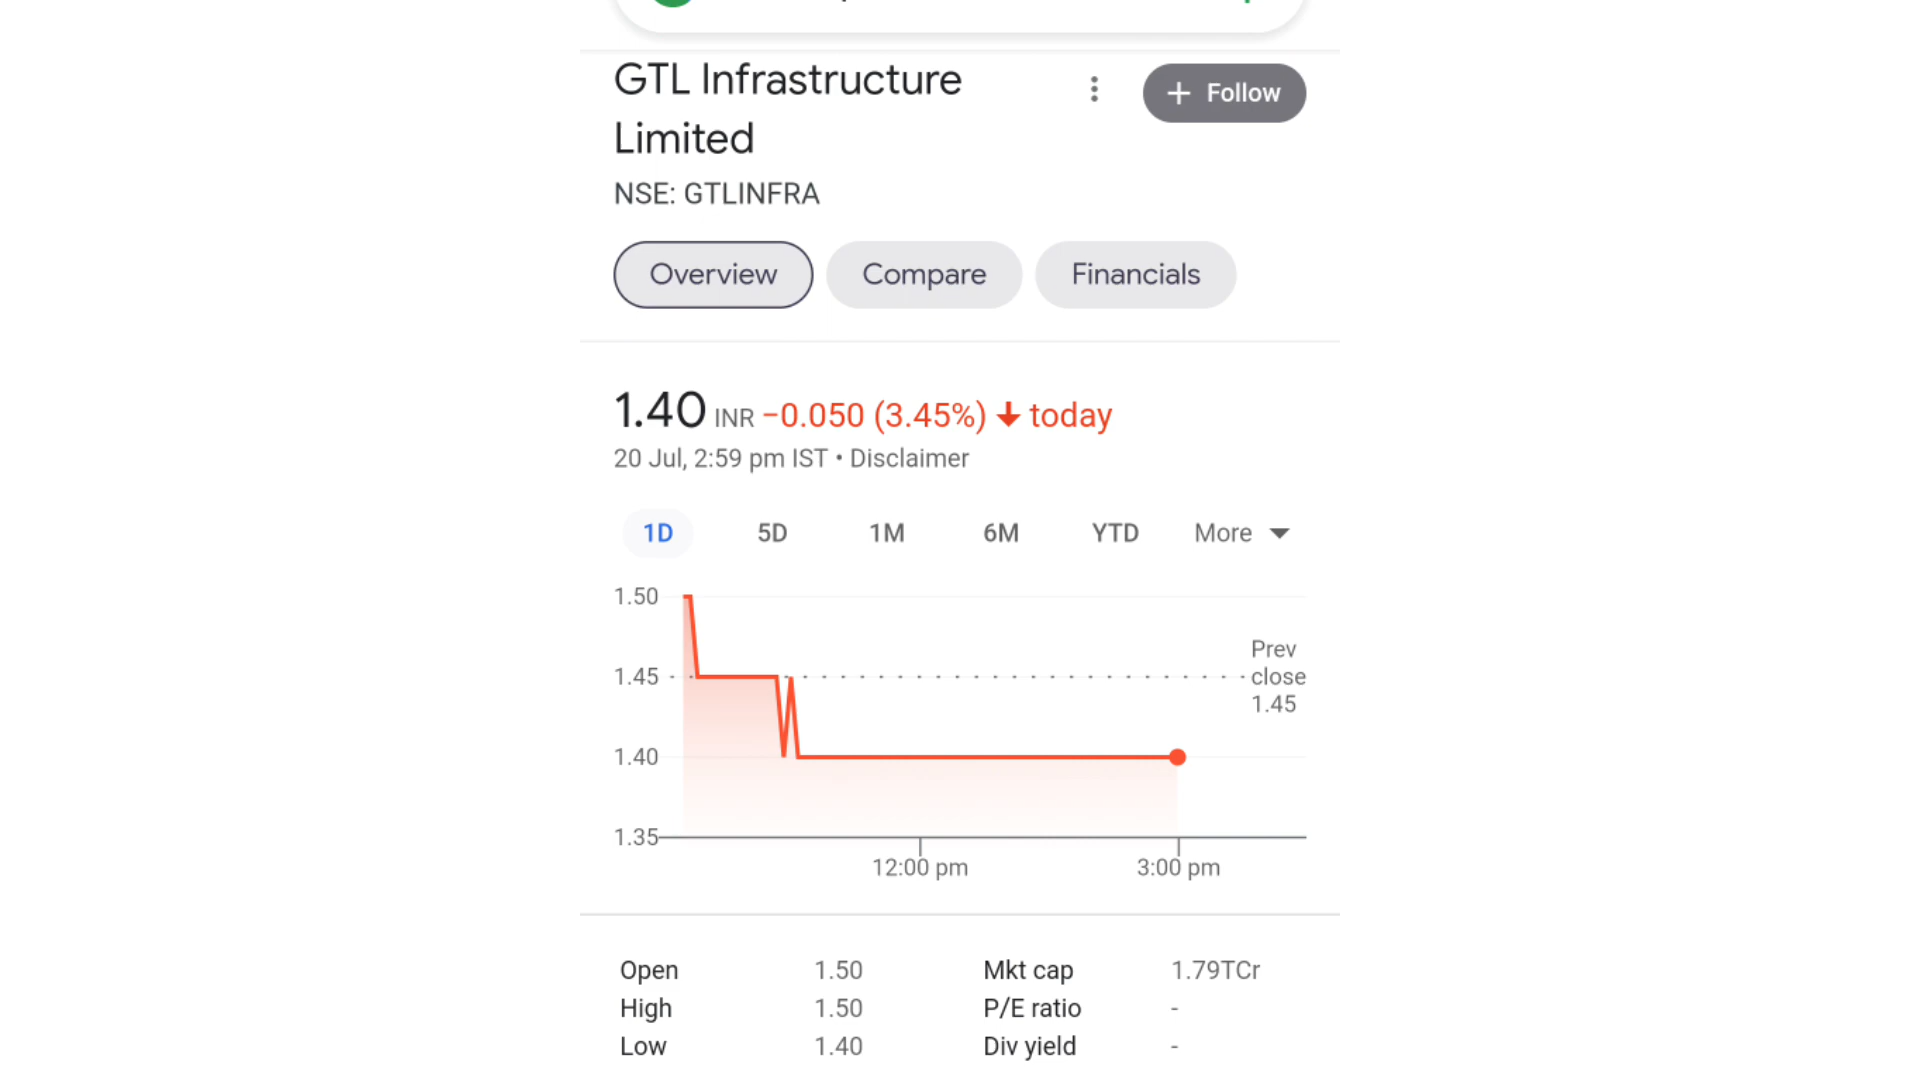 GTL Infrastructure
Limited
+ Follow
NSE: GTLINFRA
Overview Compare Financials
1.40 INR −0.050 (3.45%) ↓ today
20 Jul, 2:59 pm IST • Disclaimer
1D 5D 1M 6M YTD More
1.50
Prev
1.45 close
1.45
1.40
1.35
12:00 pm 3:00 pm
Open 1.50 Mkt cap 1.79TCr
High 1.50 P/E ratio -
Low 1.40 Div yield -